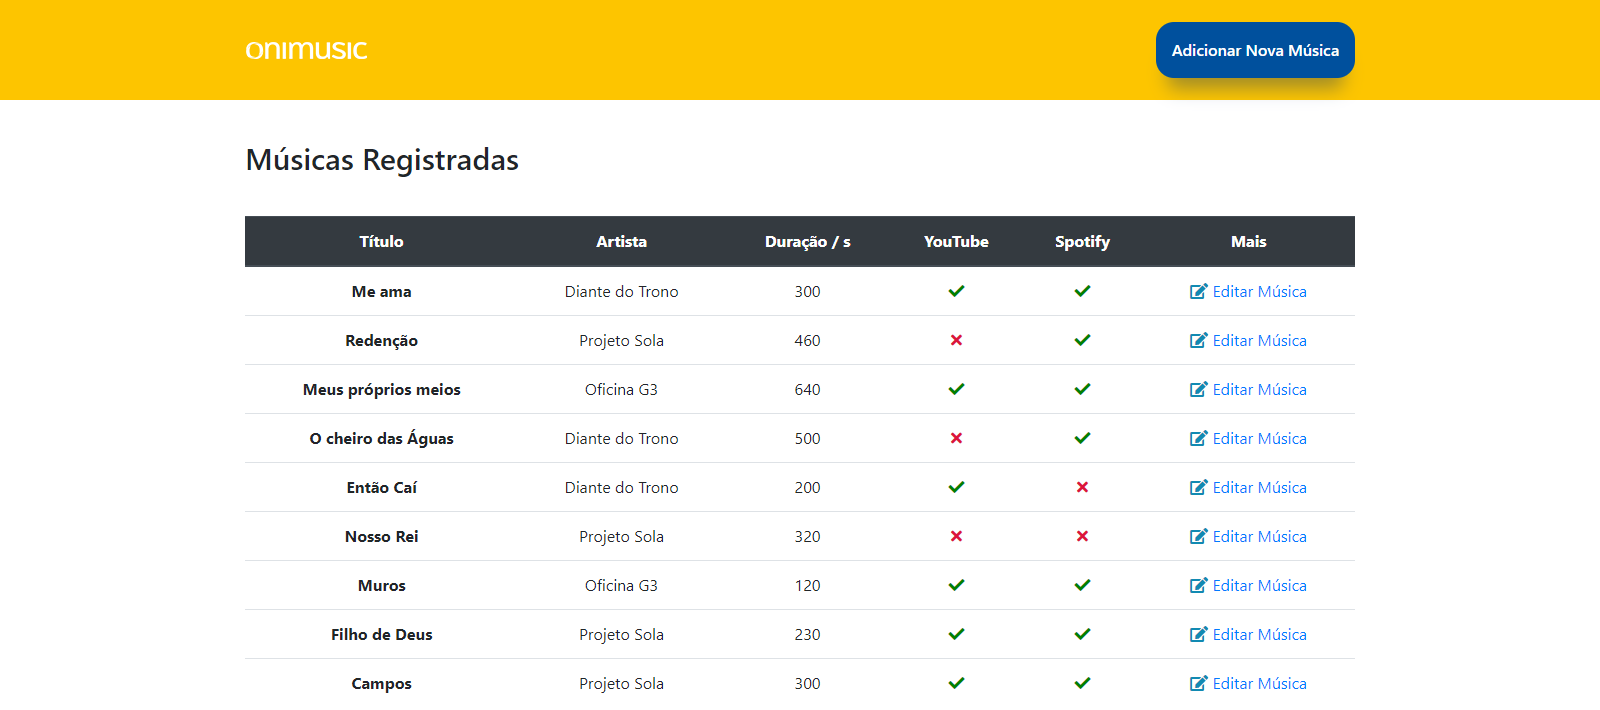 onimusic
Adicionar Nova Música
Músicas Registradas
Título Artista Duração / s YouTube Spotify Mais
Me ama Diante do Trono 300 Editar Música
Redenção Projeto Sola 460 Editar Música
Meus próprios meios Oficina G3 640 Editar Música
O cheiro das Águas Diante do Trono 500 Editar Música
Então Caí Diante do Trono 200 Editar Música
Nosso Rei Projeto Sola 320 Editar Música
Muros Oficina G3 120 Editar Música
Filho de Deus Projeto Sola 230 Editar Música
Campos Projeto Sola 300 Editar Música